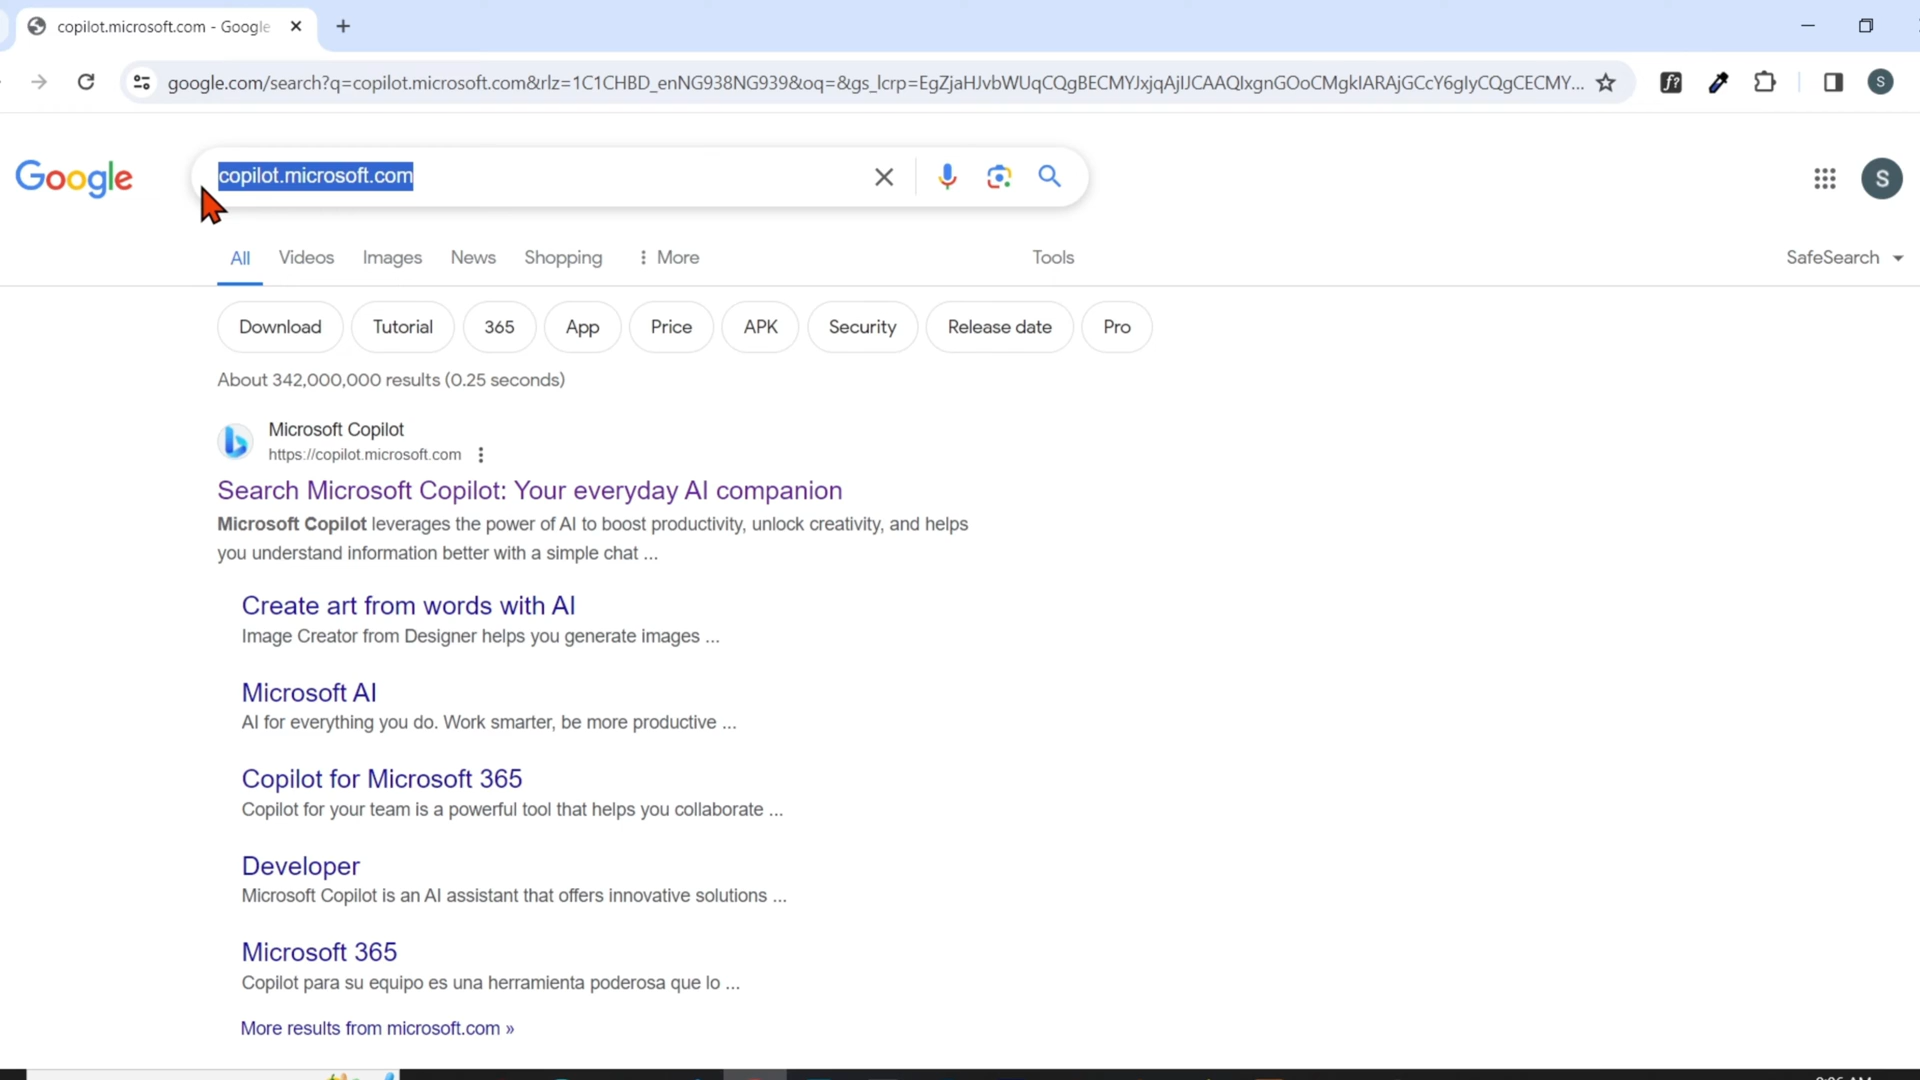 copilot.microsoft.com - Google
google.com/search?q=copilot.microsoft.com&rlz=1C1CHBD_enNG938NG939&oq=&gs_lcrp=EgZjaHJvbWUqCQgBECMYJxjqAjIJCAAQIxgnGOoCMgkIARAjGCcY6gIyCQgCECMY...
S
Google
copilot.microsoft.com
S
All Videos Images News Shopping More Tools SafeSearch
Download Tutorial 365 App Price APK Security Release date Pro
About 342,000,000 results (0.25 seconds)
Microsoft Copilot
https://copilot.microsoft.com
Search Microsoft Copilot: Your everyday AI companion
Microsoft Copilot leverages the power of AI to boost productivity, unlock creativity, and helps
you understand information better with a simple chat ...
Create art from words with AI
Image Creator from Designer helps you generate images ...
Microsoft AI
AI for everything you do. Work smarter, be more productive ...
Copilot for Microsoft 365
Copilot for your team is a powerful tool that helps you collaborate ...
Developer
Microsoft Copilot is an AI assistant that offers innovative solutions ...
Microsoft 365
Copilot para su equipo es una herramienta poderosa que lo ...
More results from microsoft.com »